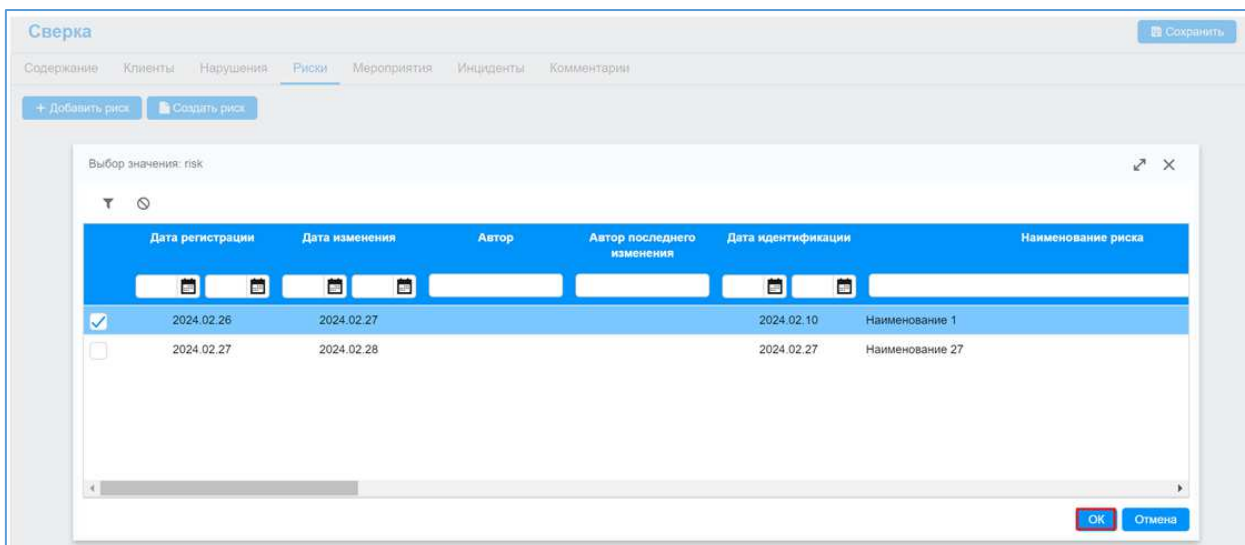 Сверка
Сохранить
Содержание Клиенты Нарушения Риски Мероприятия Инциденты Комментарии
+ Добавить риск Создать риск
Выбор значения: risk
Дата регистрации Дата изменения Автор Автор последнего изменения Дата идентификации Наименование риска
2024.02.26 2024.02.27 2024.02.10 Наименование 1
2024.02.27 2024.02.28 2024.02.27 Наименование 27
ОК Отмена